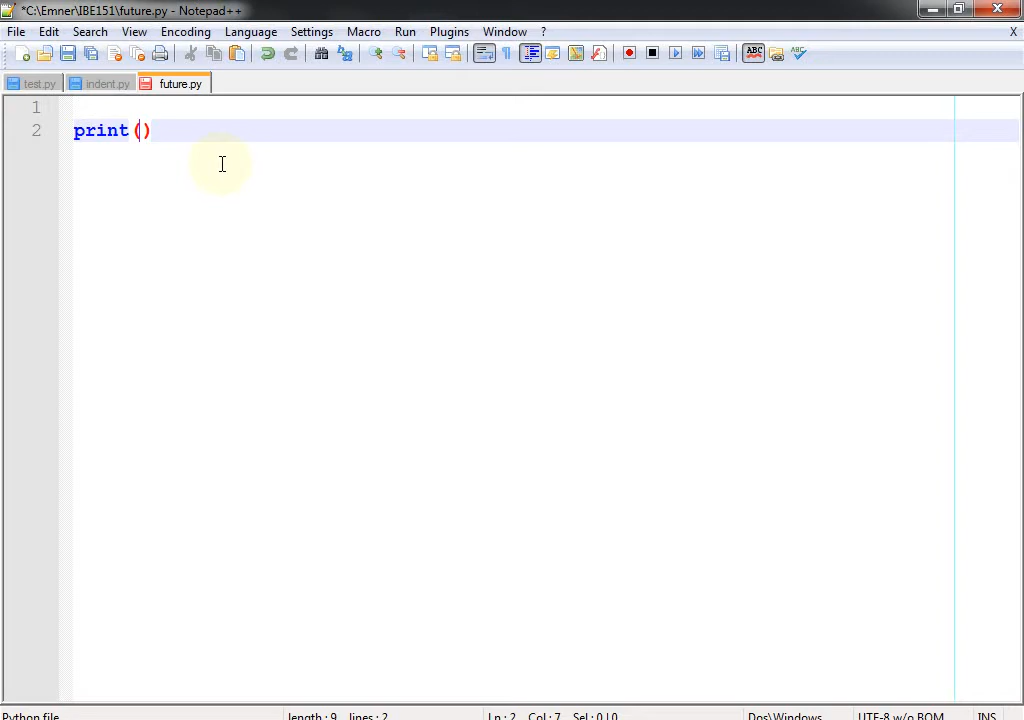 *C:\Emner\IBE151\future.py - Notepad++
File Edit Search View Encoding Language Settings Macro Run Plugins Window ? X
ABC ABC
test.py indent.py future.py
1
2 print()
Python file length : 9 lines : 2 Ln : 2 Col : 7 Sel : 0 | 0 Dos\Windows UTF-8 w/o BOM INS